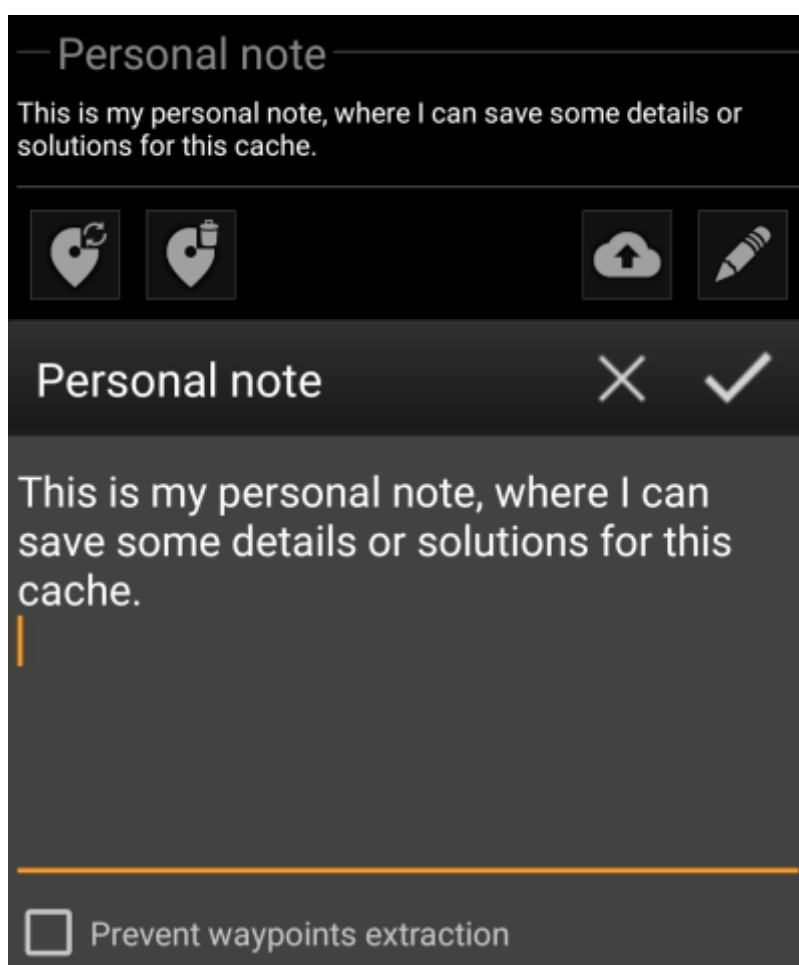 Personal note
This is my personal note, where I can save some details or
solutions for this cache.
Personal note
This is my personal note, where I can
save some details or solutions for this
cache.
Prevent waypoints extraction